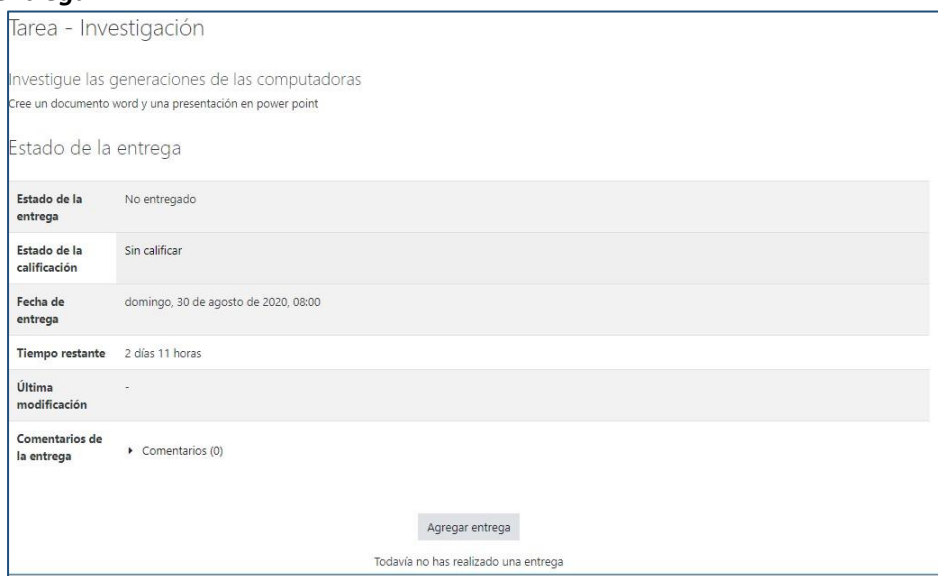 Tarea - Investigación
Investigue las generaciones de las computadoras
Cree un documento word y una presentación en power point
Estado de la entrega
Estado de la
entrega
No entregado
Estado de la
calificación
Sin calificar
Fecha de
entrega
domingo, 30 de agosto de 2020, 08:00
Tiempo restante
2 días 11 horas
Última
modificación
-
Comentarios de
la entrega
Comentarios (0)
Agregar entrega
Todavía no has realizado una entrega